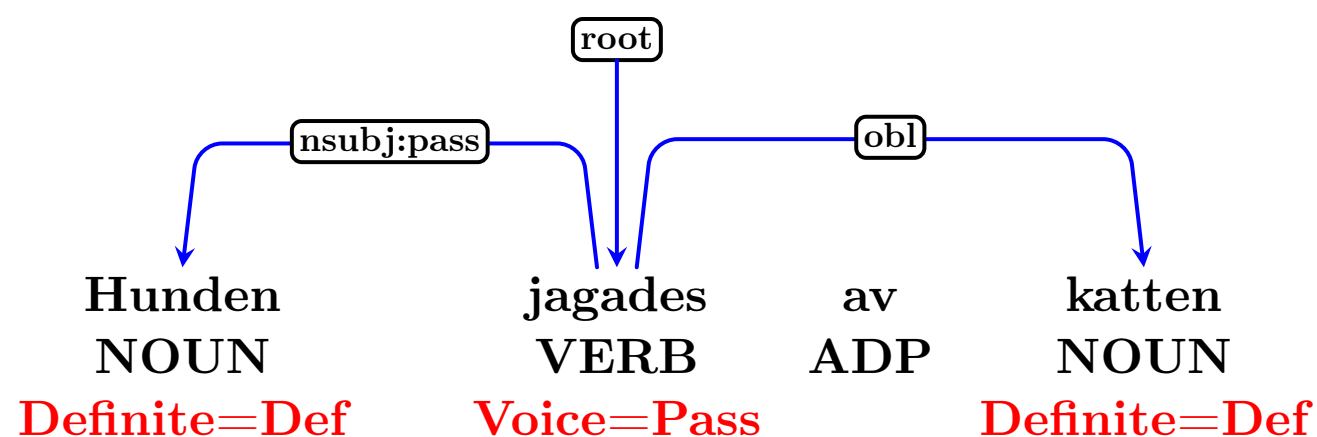 root
nsubj:pass obl
Hunden jagades av katten
NOUN VERB ADP NOUN
Definite=Def Voice=Pass Definite=Def